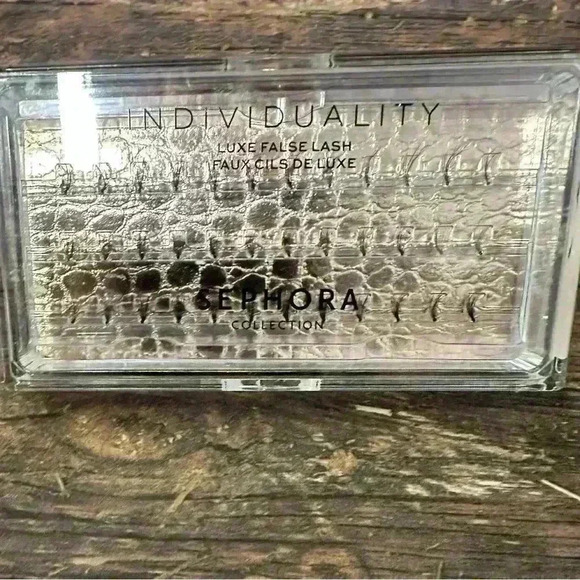 INDIVIDUALITY
LUXE FALSE LASH
FAUX CILS DE LUXE
SEPHORA
COLLECTION